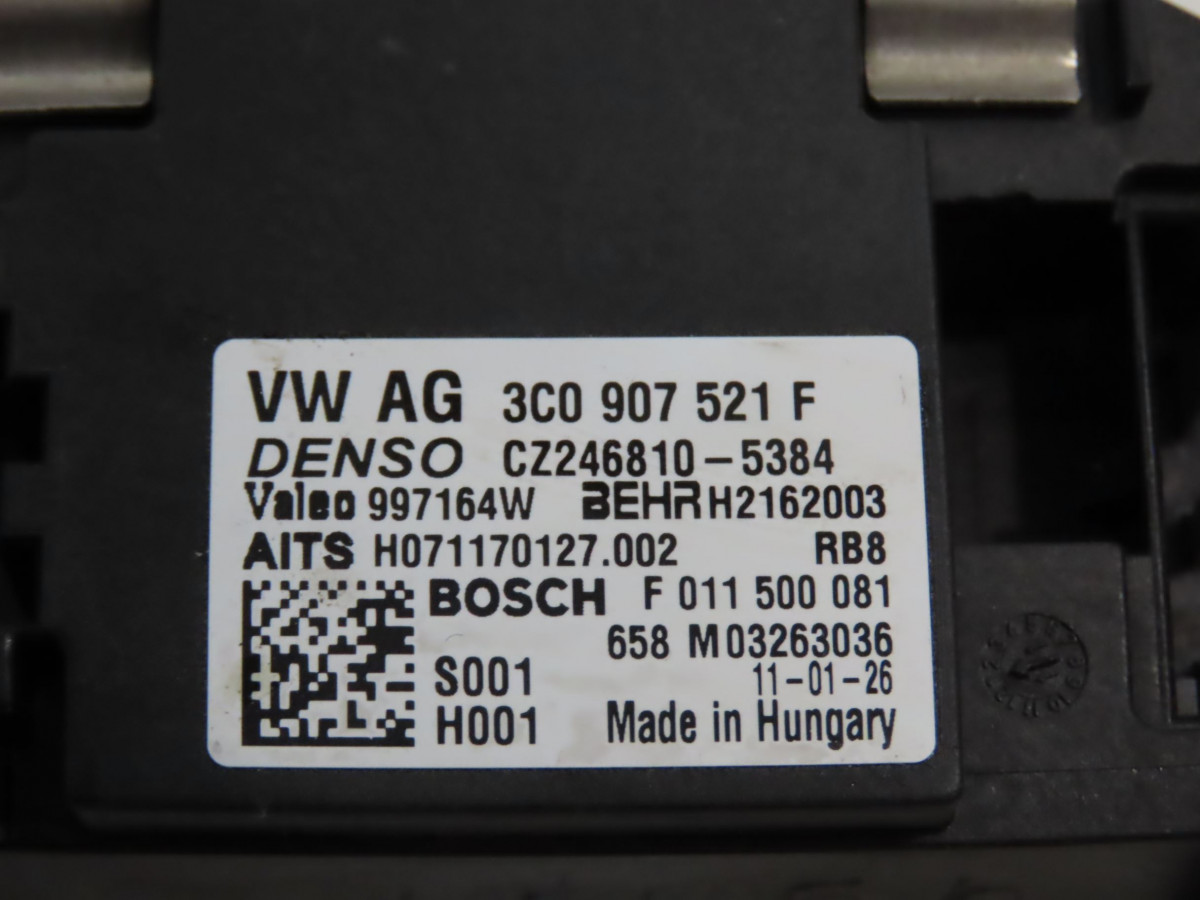 VW AG 3C0 907 521 F
DENSO CZ246810-5384
Valeo 997164W BEHR H2162003
AITS H071170127.002 RB8
BOSCH F 011 500 081
658 M03263036
S001 11-01-26
H001 Made in Hungary